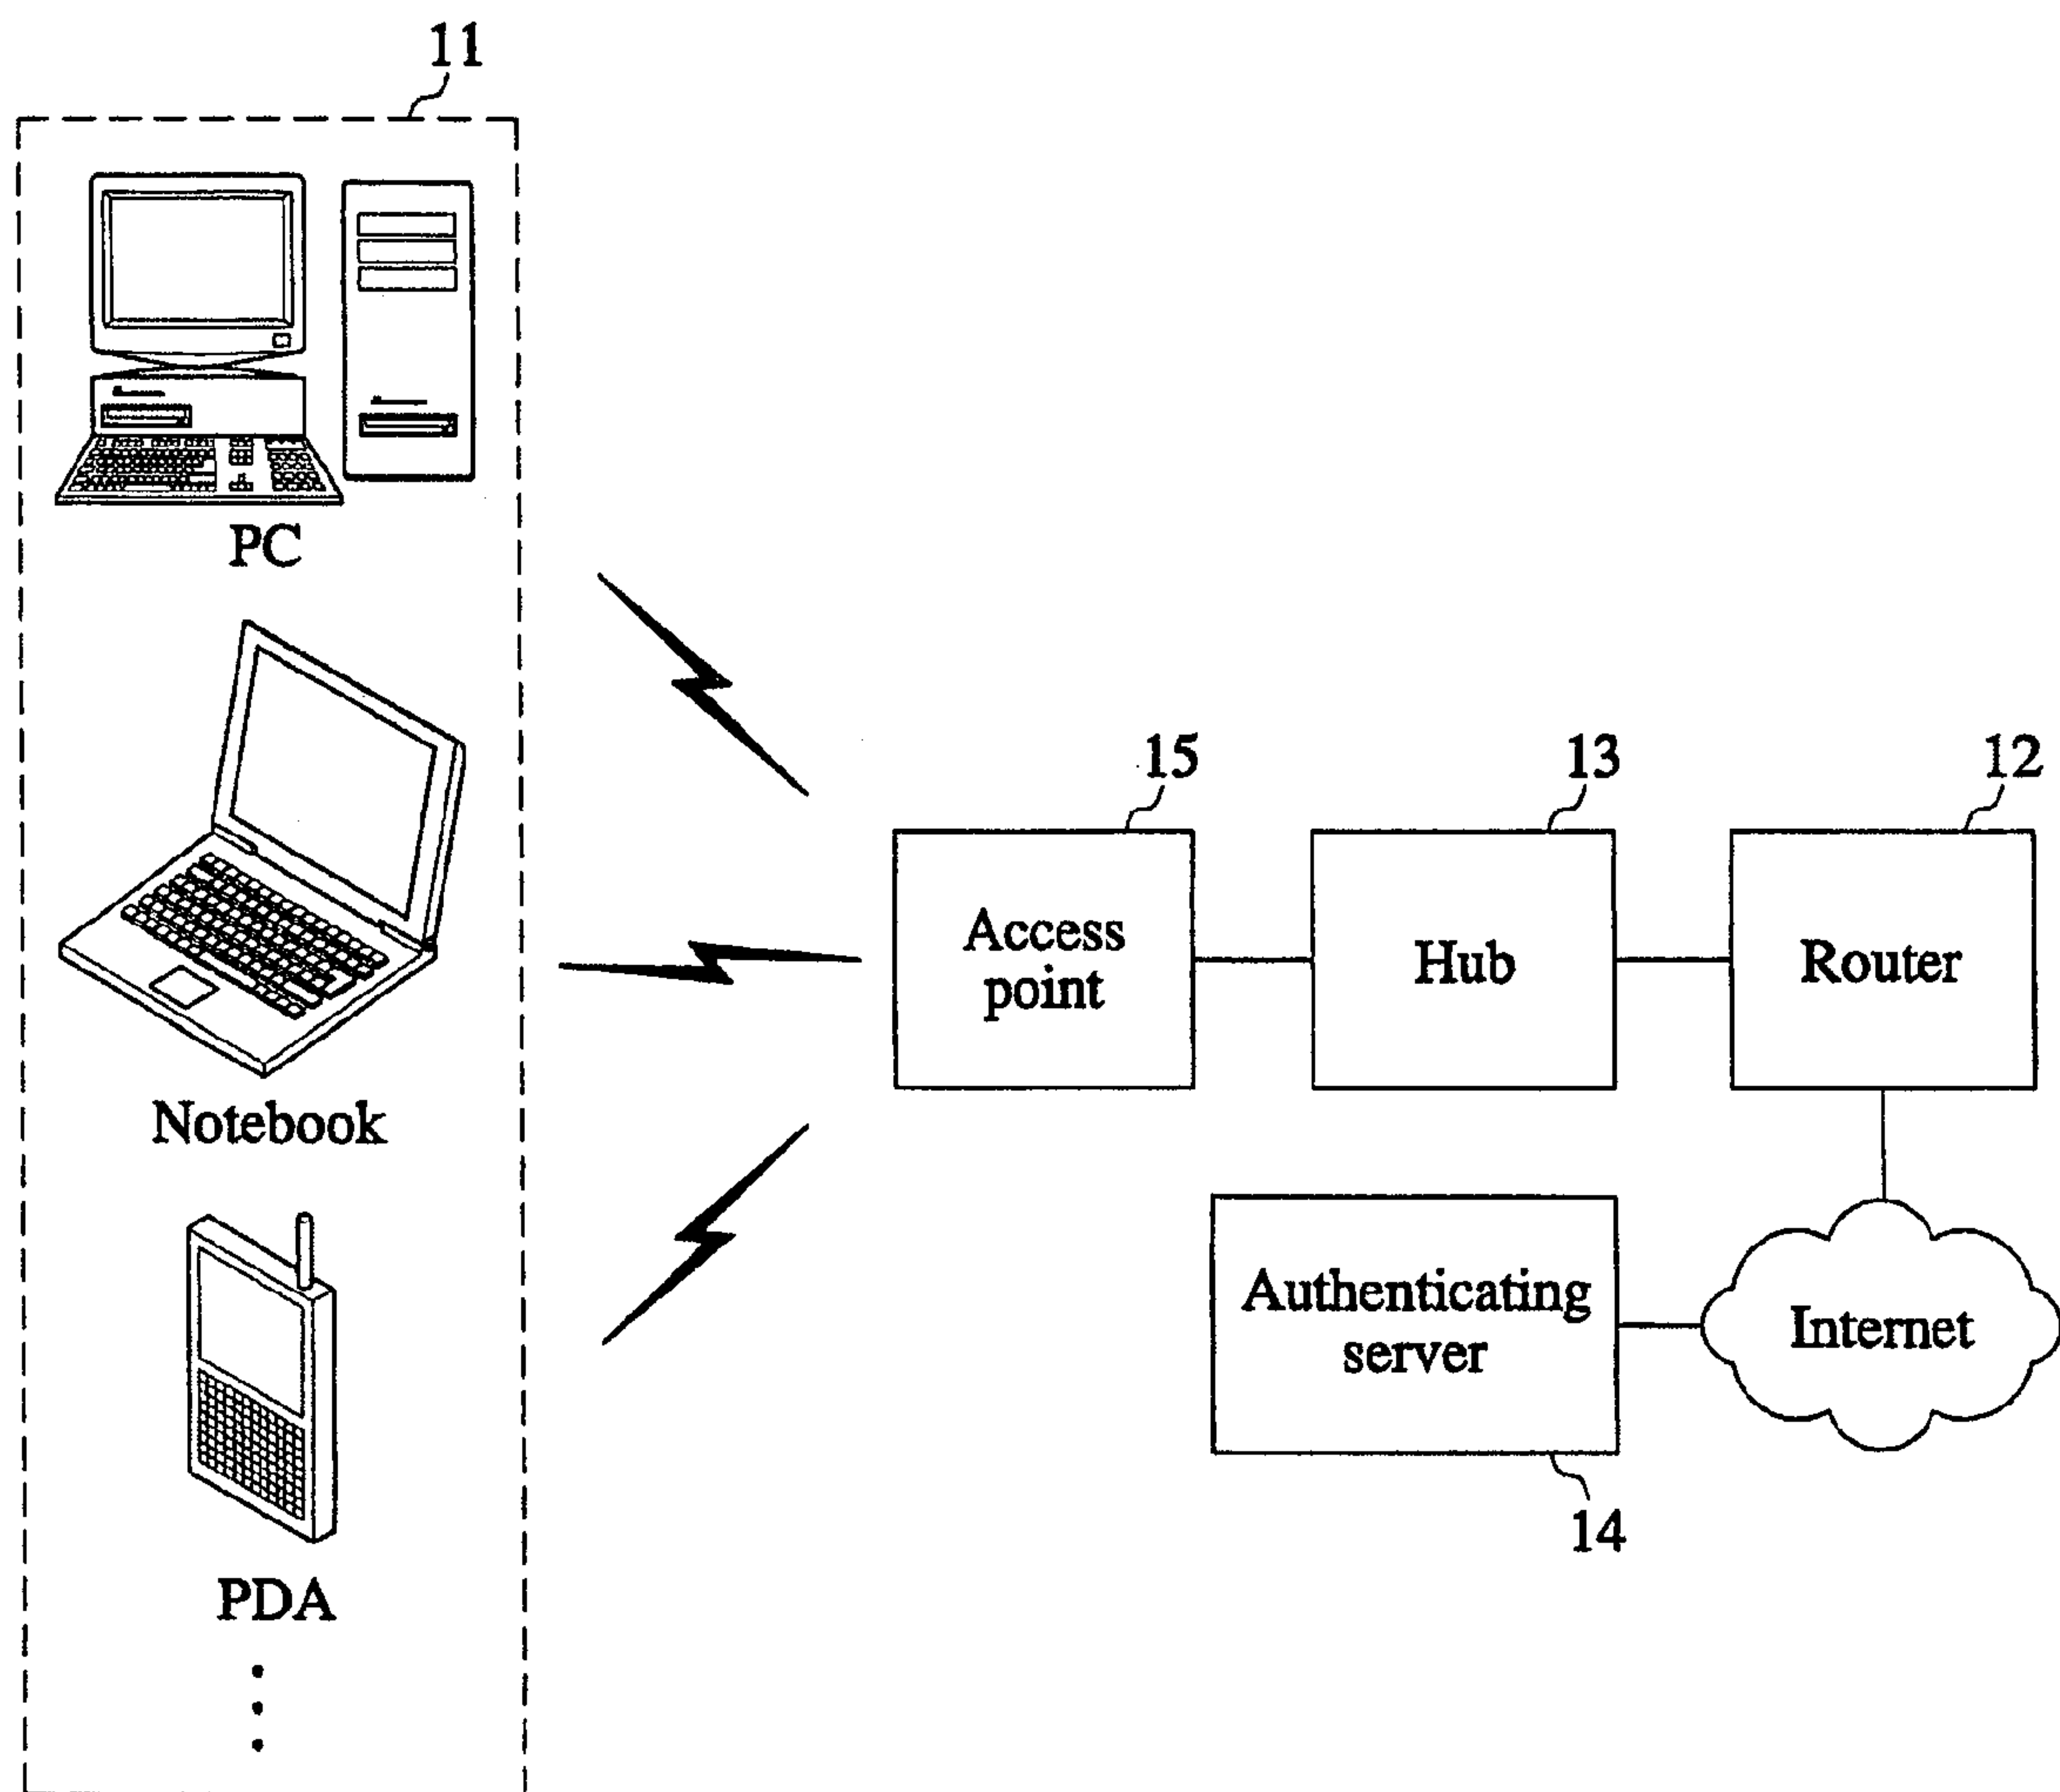 11
PC
Notebook
PDA
15
13
12
Access
point
Hub
Router
Authenticating
server
Internet
14